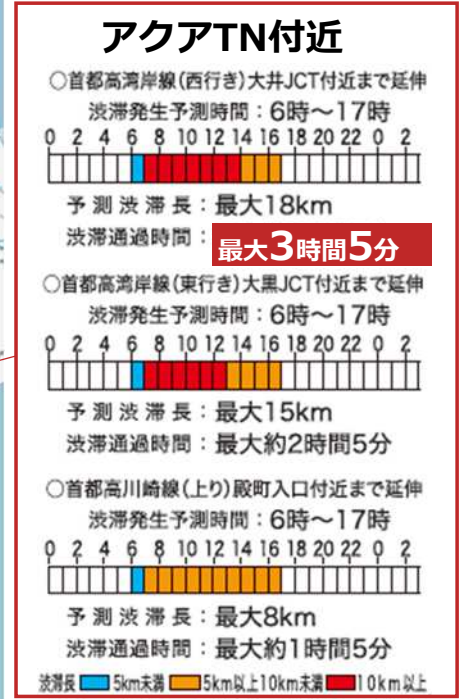 アクアTN付近
○首都高湾岸線(西行き)大井JCT付近まで延伸
渋滞発生予測時間：6時～17時
0 2 4 6 8 10 12 14 16 18 20 22 0 2
予測渋滞長：最大18km
渋滞通過時間：最大3時間5分
○首都高湾岸線(東行き)大黒JCT付近まで延伸
渋滞発生予測時間：6時～17時
0 2 4 6 8 10 12 14 16 18 20 22 0 2
予測渋滞長：最大15km
渋滞通過時間：最大約2時間5分
○首都高川崎線(上り)殿町入口付近まで延伸
渋滞発生予測時間：6時～17時
0 2 4 6 8 10 12 14 16 18 20 22 0 2
予測渋滞長：最大8km
渋滞通過時間：最大約1時間5分
渋滞長 5km未満 5km以上10km未満 10km以上